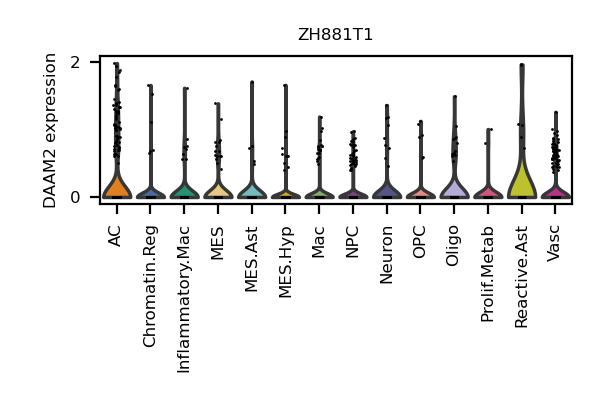 ZH881T1
DAAM2 expression
2
0
AC
Chromatin.Reg
Inflammatory.Mac
MES
MES.Ast
MES.Hyp
Mac
NPC
Neuron
OPC
Oligo
Prolif.Metab
Reactive.Ast
Vasc